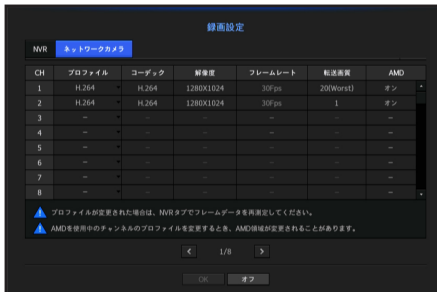 録画設定
NVR ネットワークカメラ
CH プロファイル コーデック 解像度 フレームレート 転送画質 AMD
1 H.264 H.264 1280X1024 30Fps 20(Worst) オン
2 H.264 H.264 1280X1024 30Fps 1 オン
3 – – – – – –
4 – – – – – –
5 – – – – – –
6 – – – – – –
7 – – – – – –
8 – – – – – –
プロファイルが変更された場合は、NVRタブでフレームデータを再測定してください。
AMDを使用中のチャンネルのプロファイルを変更するとき、AMD領域が変更されることがあります。
< 1/8 >
OK オフ